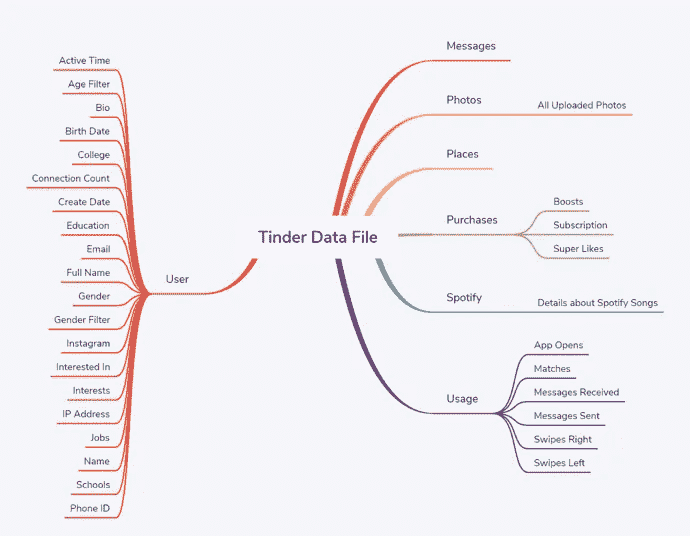 Tinder Data File
User
Active Time
Age Filter
Bio
Birth Date
College
Connection Count
Create Date
Education
Email
Full Name
Gender
Gender Filter
Instagram
Interested In
Interests
IP Address
Jobs
Name
Schools
Phone ID
Messages
Photos
All Uploaded Photos
Places
Purchases
Boosts
Subscription
Super Likes
Spotify
Details about Spotify Songs
Usage
App Opens
Matches
Messages Received
Messages Sent
Swipes Right
Swipes Left